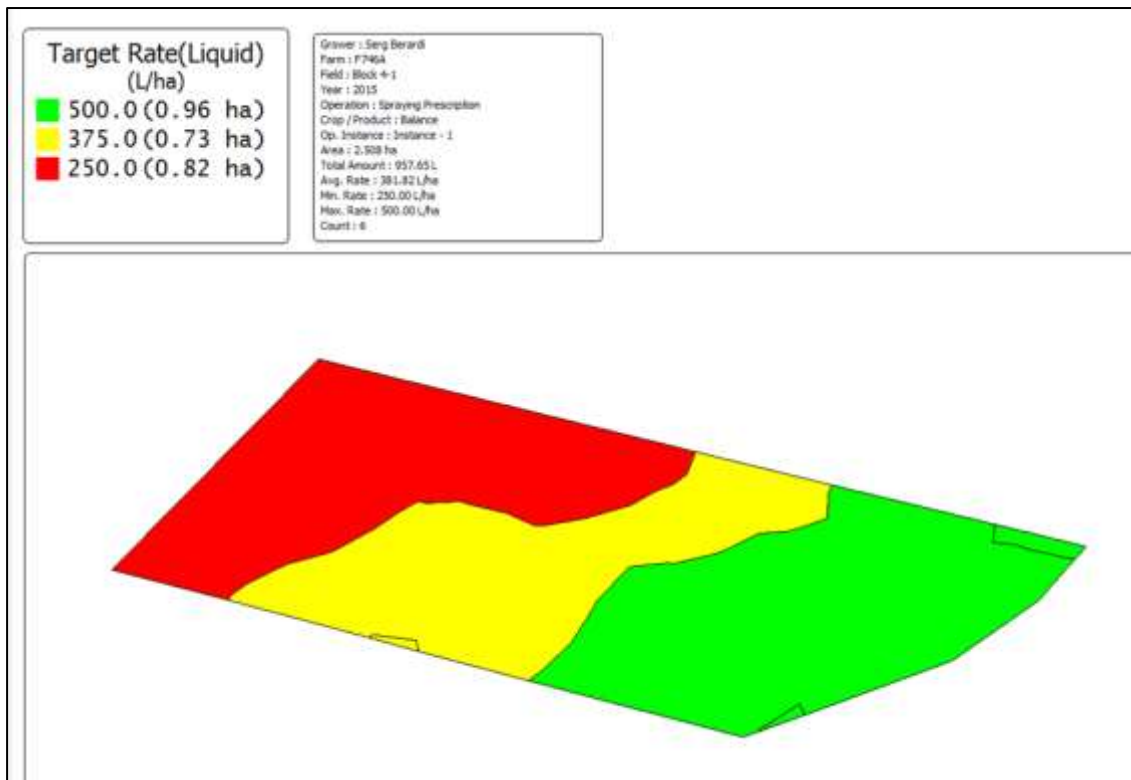 Target Rate(Liquid)
(L/ha)
500.0(0.96 ha)
375.0(0.73 ha)
250.0(0.82 ha)
Grower : Serg Berardi
Farm : F746A
Field : Block 4-1
Year : 2015
Operation : Spraying Prescription
Crop / Product : Balance
Op. Instance : Instance - 1
Area : 2.508 ha
Total Amount : 957.65 L
Avg. Rate : 381.82 L/ha
Min. Rate : 250.00 L/ha
Max. Rate : 500.00 L/ha
Count : 6